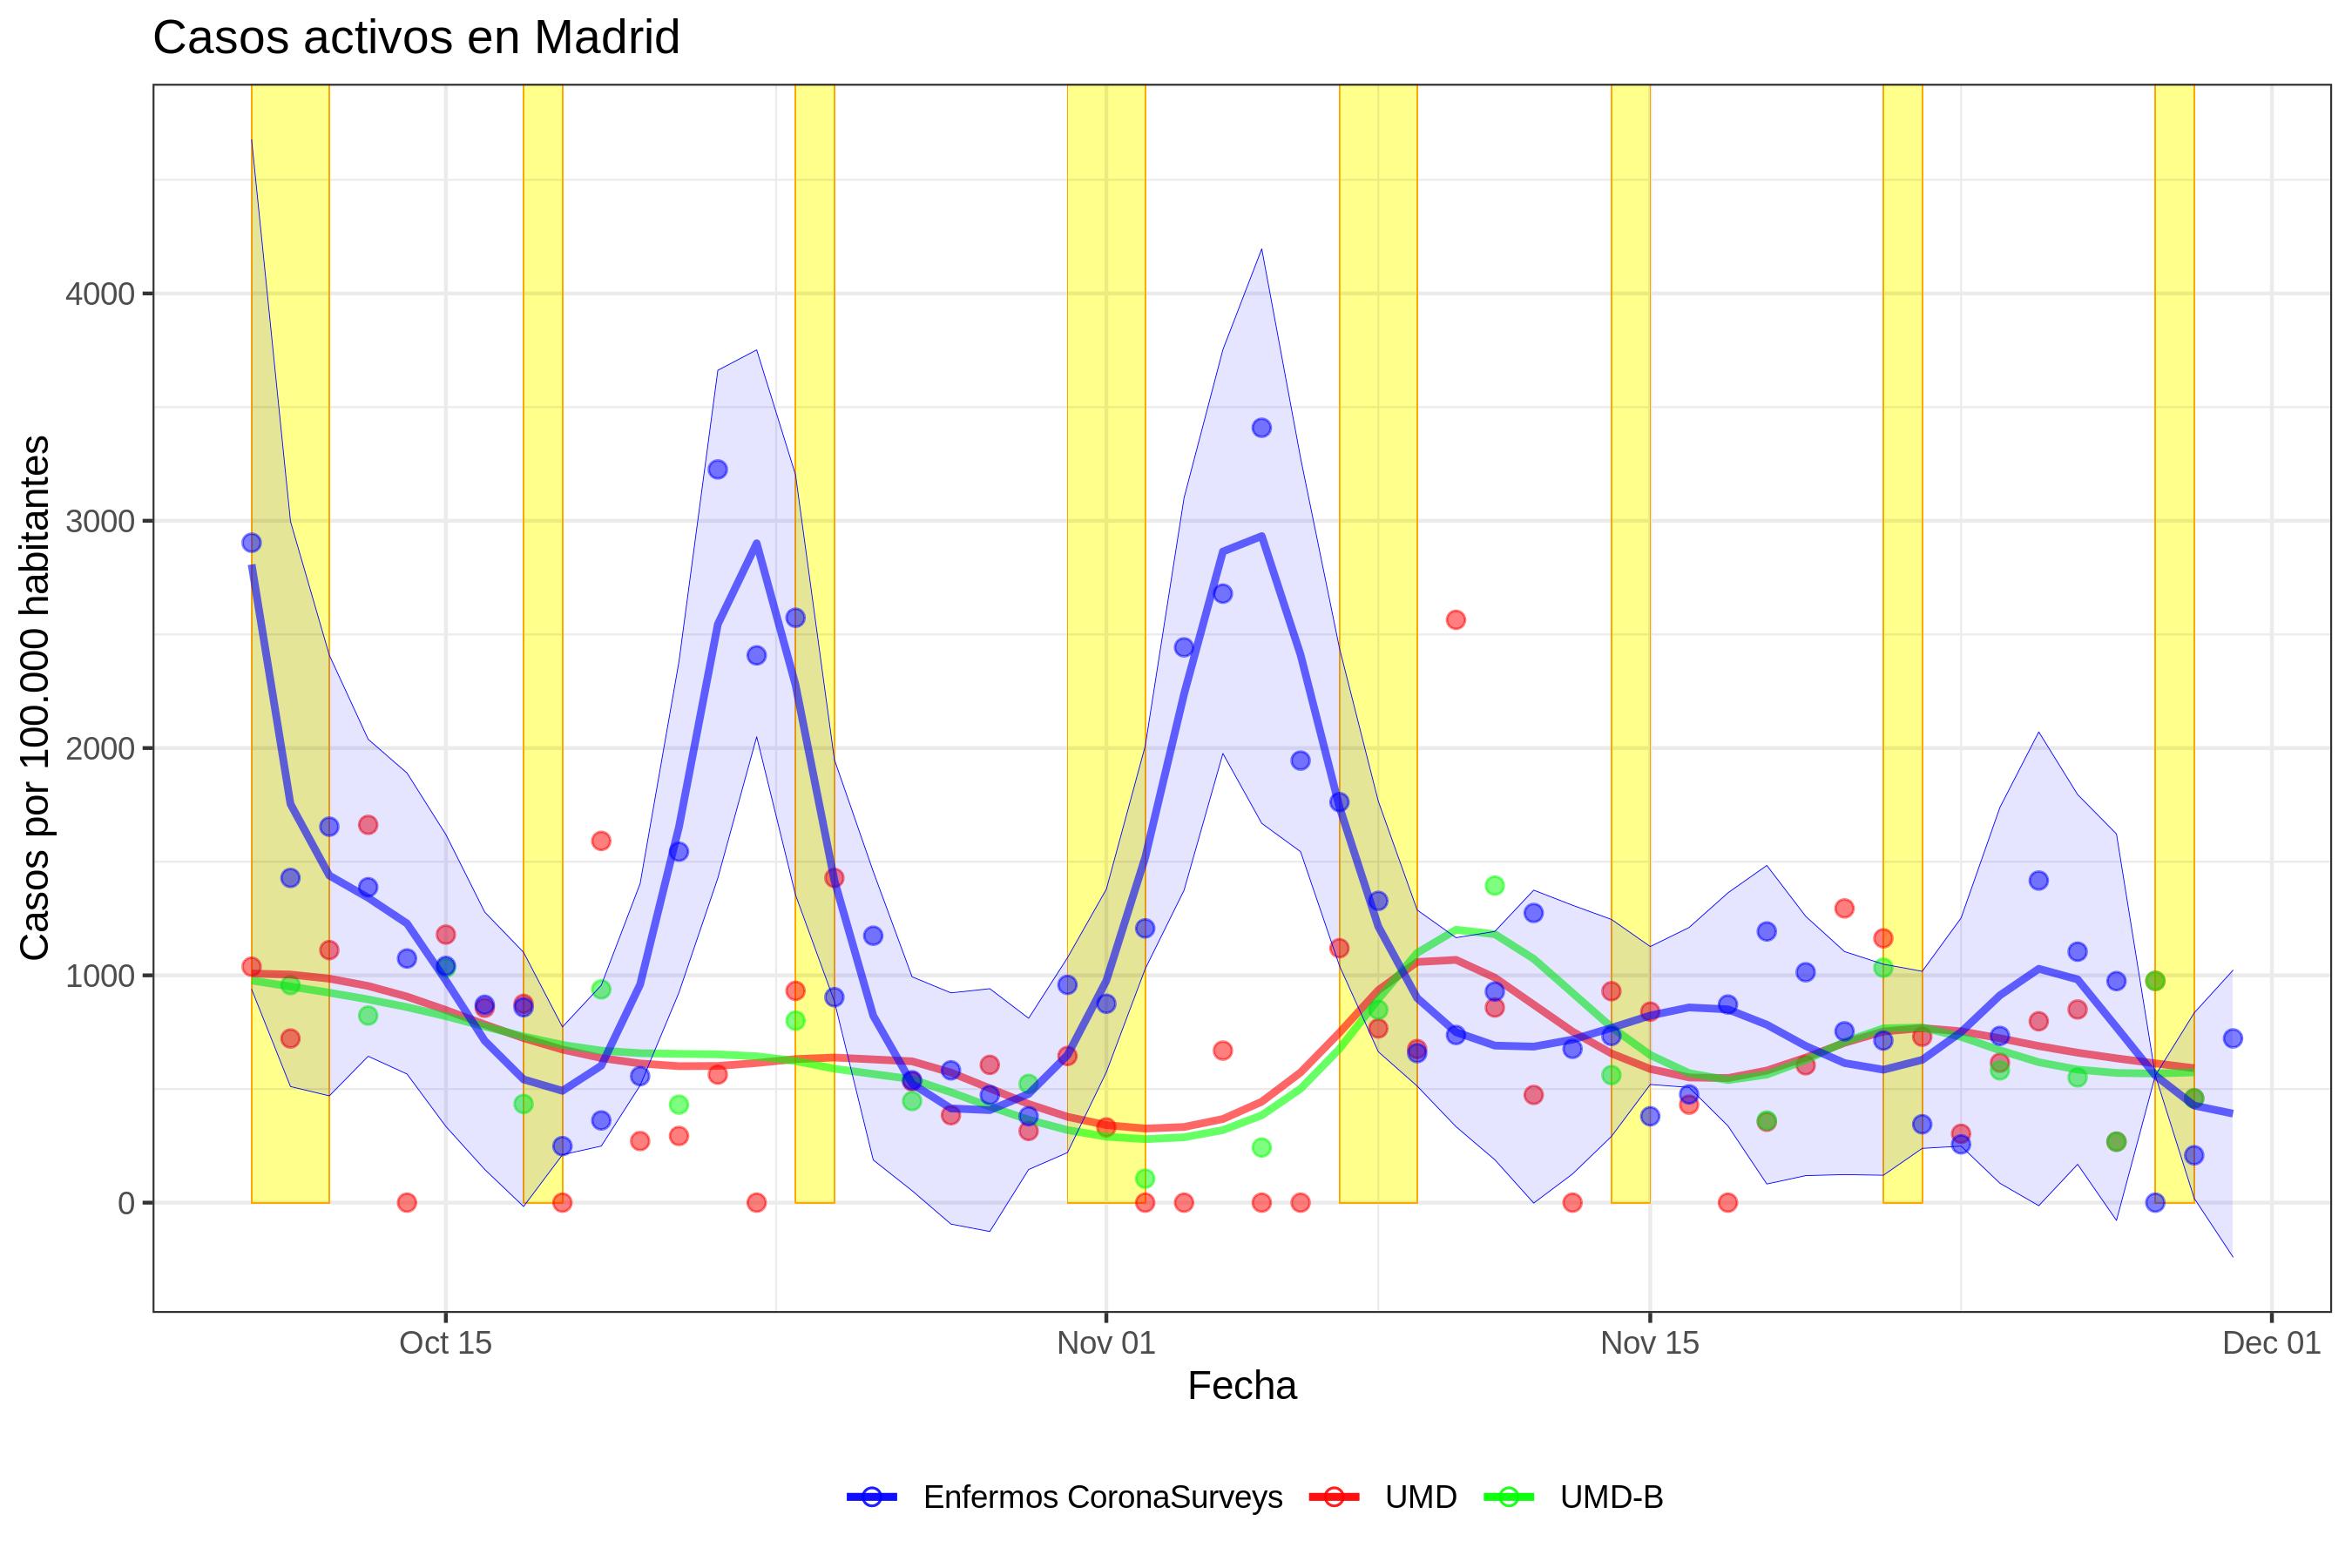 Casos activos en Madrid
Casos por 100.000 habitantes
4000
3000
2000
1000
0
Oct 15
Nov 01
Nov 15
Dec 01
Fecha
Enfermos CoronaSurveys
UMD
UMD-B